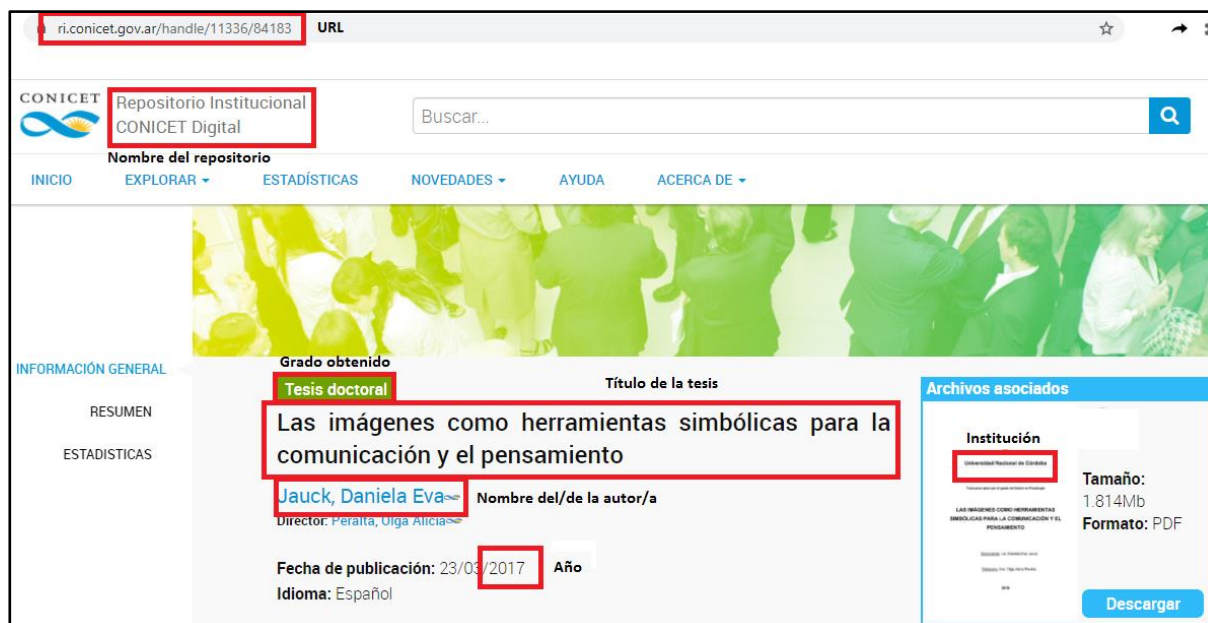 ri.conicet.gov.ar/handle/11336/84183 URL
CONICET
Repositorio Institucional
CONICET Digital
Buscar...
Nombre del repositorio
INICIO EXPLORAR ESTADÍSTICAS NOVEDADES AYUDA ACERCA DE
INFORMACIÓN GENERAL
RESUMEN
ESTADISTICAS
Grado obtenido
Tesis doctoral
Título de la tesis
Las imágenes como herramientas simbólicas para la
comunicación y el pensamiento
Jauck, Daniela Eva Nombre del/de la autor/a
Director: Peralta, Olga Alicia
Fecha de publicación: 23/03/2017 Año
Idioma: Español
Archivos asociados
Institución
Universidad Nacional de Córdoba
LAS IMÁGENES COMO HERRAMIENTAS
SIMBÓLICAS PARA LA COMUNICACIÓN Y EL
PENSAMIENTO
Tamaño:
1.814Mb
Formato: PDF
Descargar